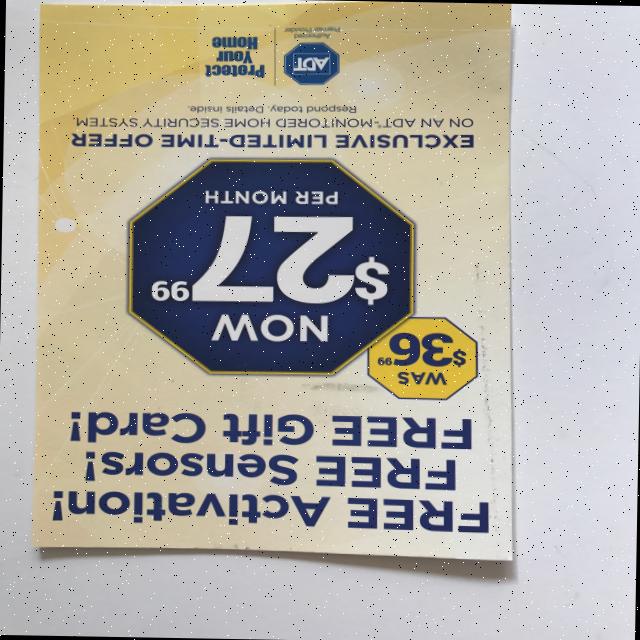 FREE Activation!
FREE Sensors!
FREE Gift Card!
WAS
$36.99
NOW
$27.99
PER MONTH
EXCLUSIVE LIMITED-TIME OFFER
ON AN ADT®-MONITORED HOME SECURITY SYSTEM.
Respond today. Details inside.
ADT
Authorized
Premier Provider
Protect
Your
Home